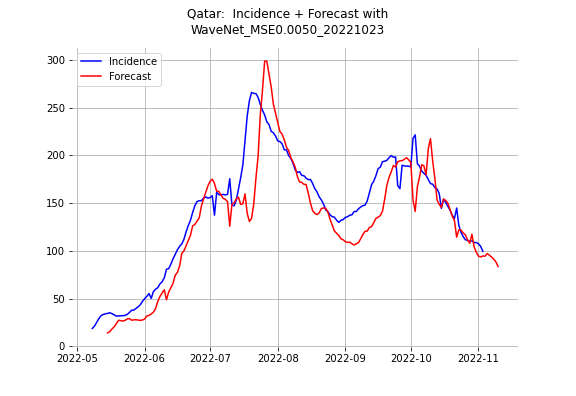 Qatar:  Incidence + Forecast with
WaveNet_MSE0.0050_20221023
Incidence
Forecast
300
250
200
150
100
50
0
2022-05 2022-06 2022-07 2022-08 2022-09 2022-10 2022-11